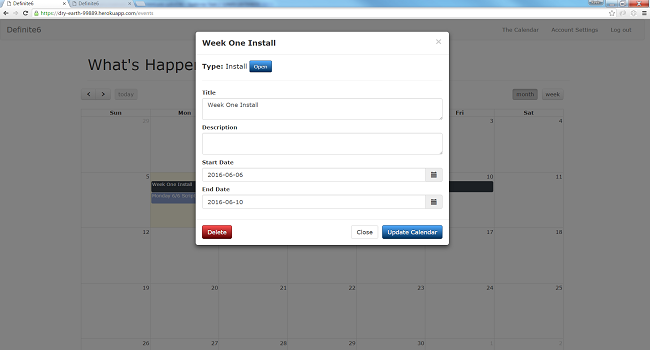 Definite6
Definite6
https://dry-earth-99889.herokuapp.com/events
Definite6
The Calendar
Account Settings
Log out
What's Happen
today
month
week
Sun
Mon
Fri
Sat
3
4
5
10
11
Week One Install
12
17
18
19
20
21
22
23
24
25
26
27
28
29
30
Week One Install
×
Type: Install Open
Title
Week One Install
Description
Start Date
2016-06-06
End Date
2016-06-10
Delete
Close
Update Calendar